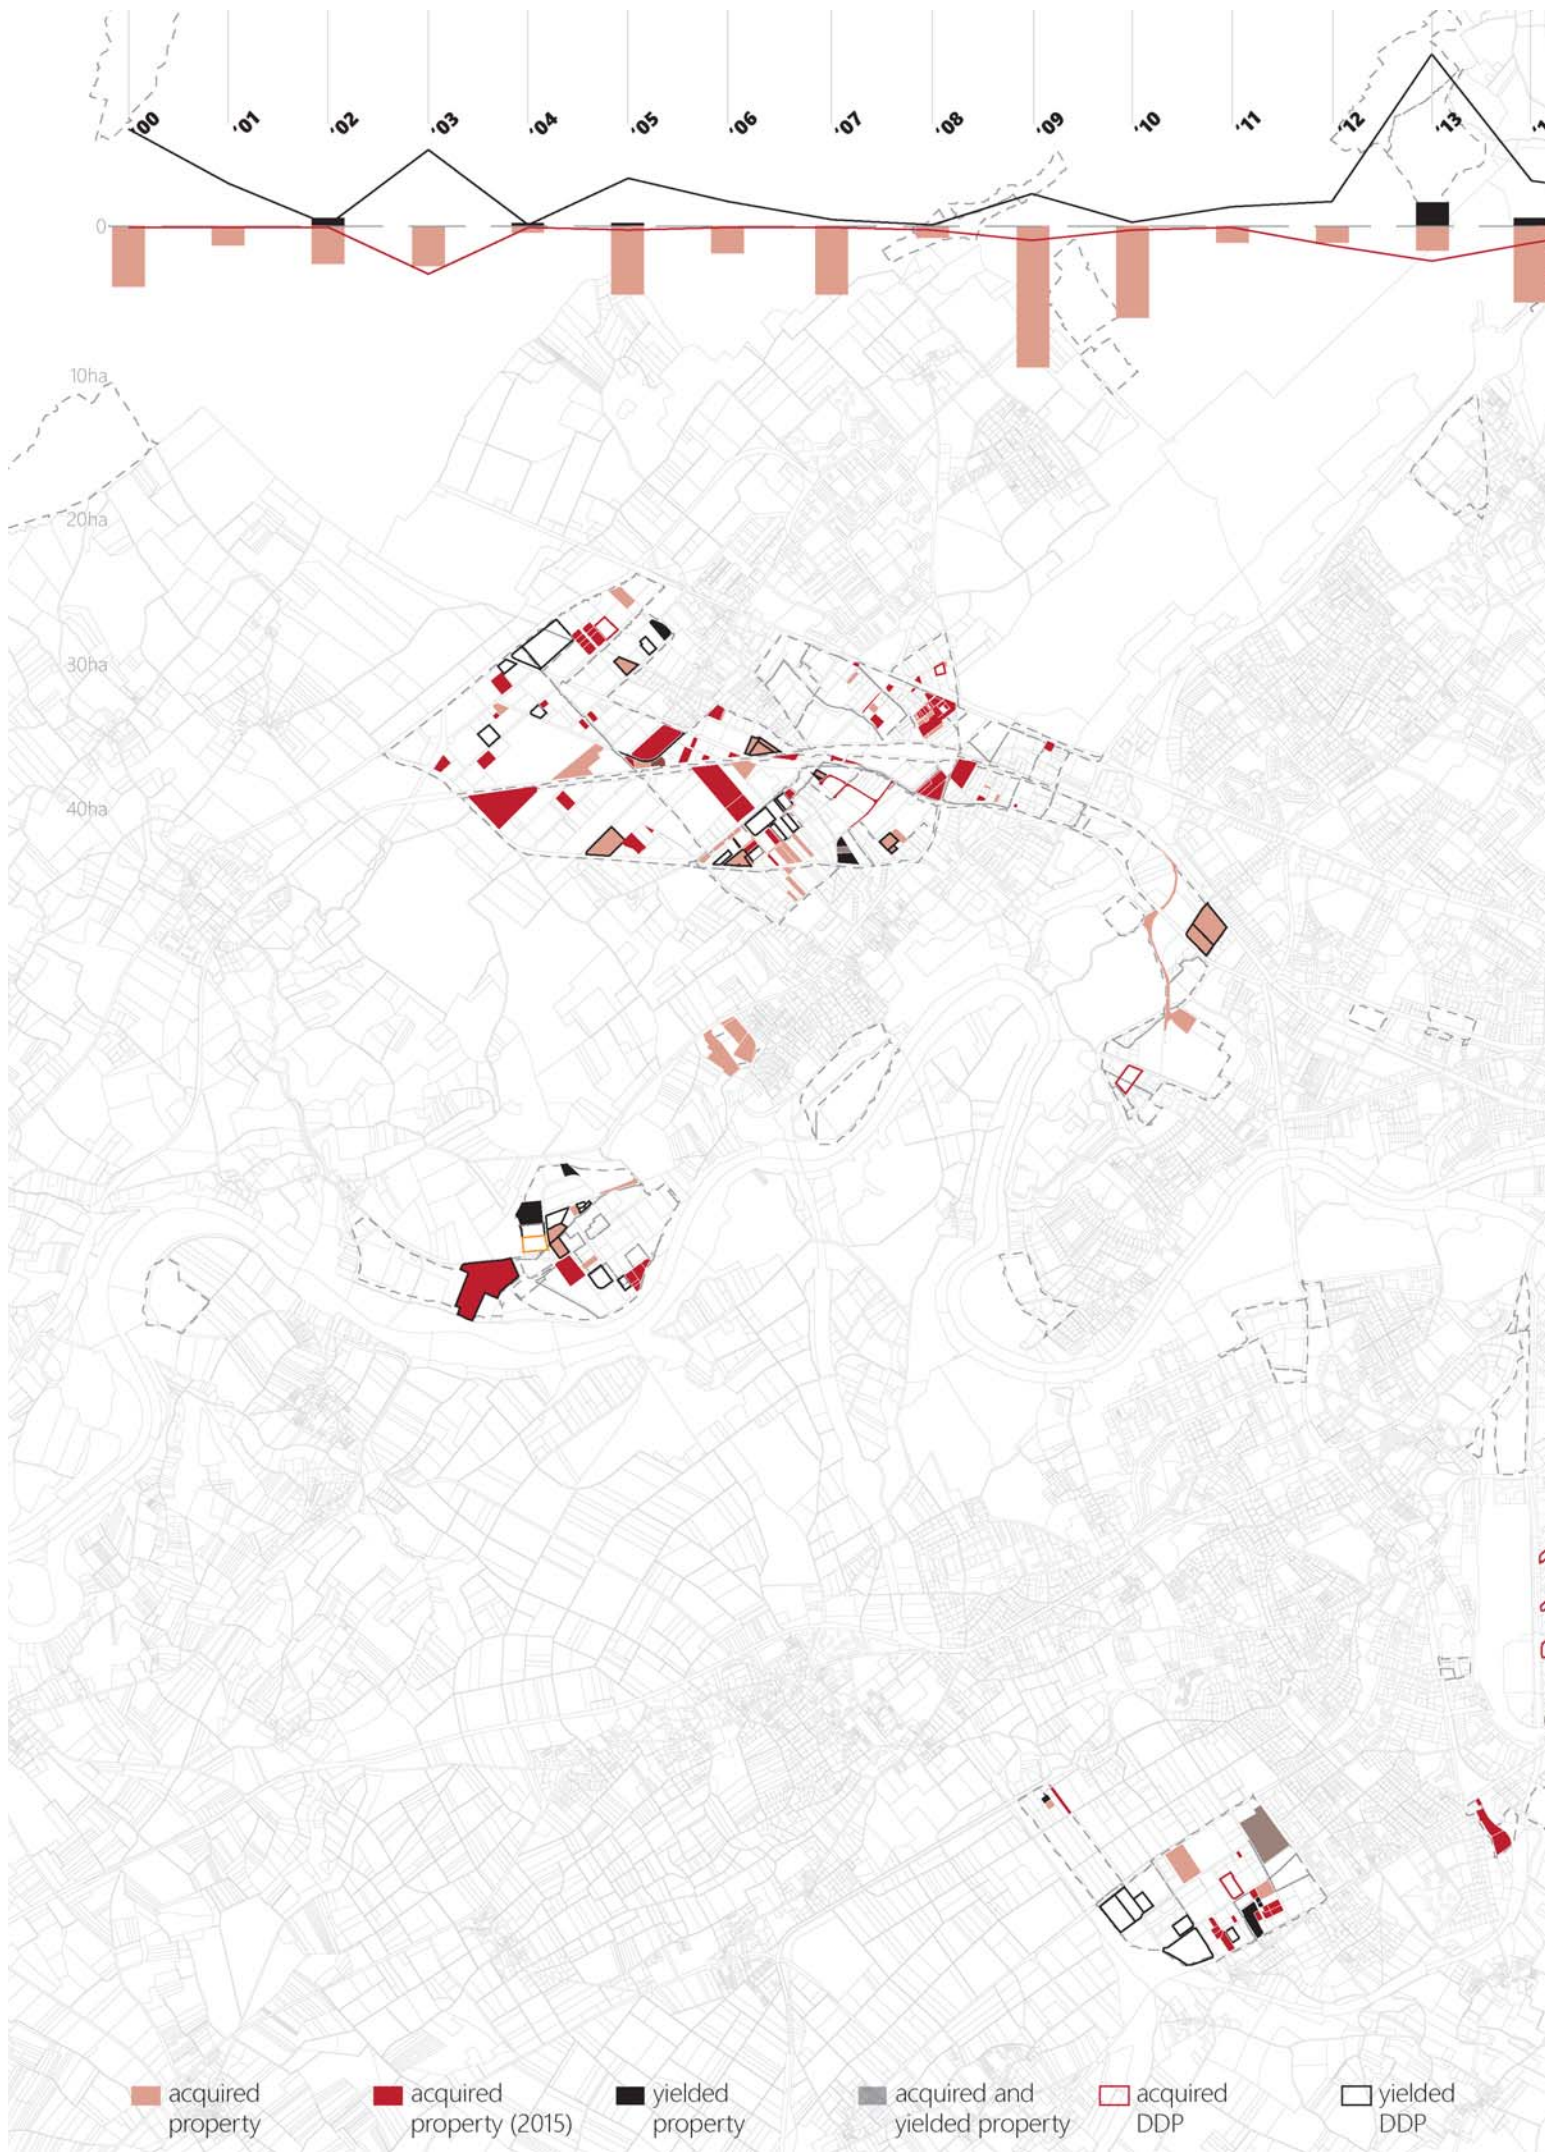 '00 '01 '02 '03 '04 '05 '06 '07 '08 '09 '10 '11 '12 '13
0
10ha
20ha
30ha
40ha
acquired property
acquired property (2015)
yielded property
acquired and yielded property
acquired DDP
yielded DDP